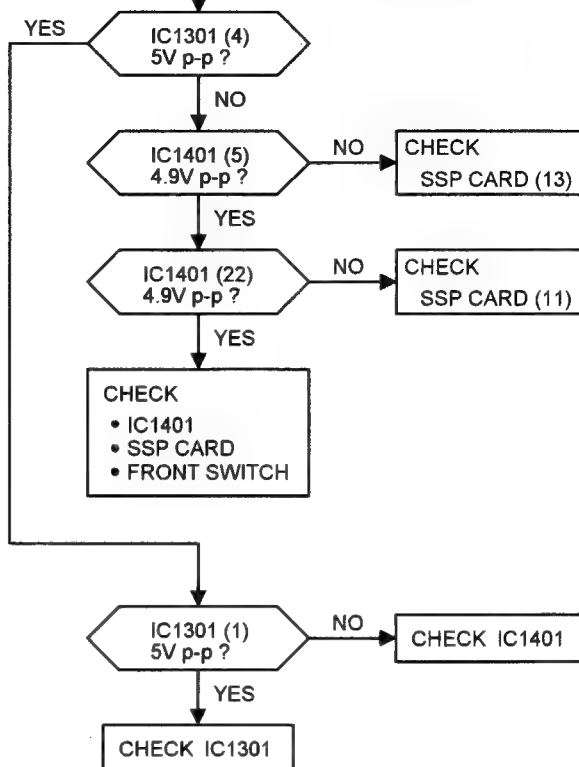 YES
IC1301 (4)
5V p-p ?
NO
IC1401 (5)
4.9V p-p ?
NO
CHECK
SSP CARD (13)
YES
IC1401 (22)
4.9V p-p ?
NO
CHECK
SSP CARD (11)
YES
CHECK
• IC1401
• SSP CARD
• FRONT SWITCH
IC1301 (1)
5V p-p ?
NO
CHECK IC1401
YES
CHECK IC1301